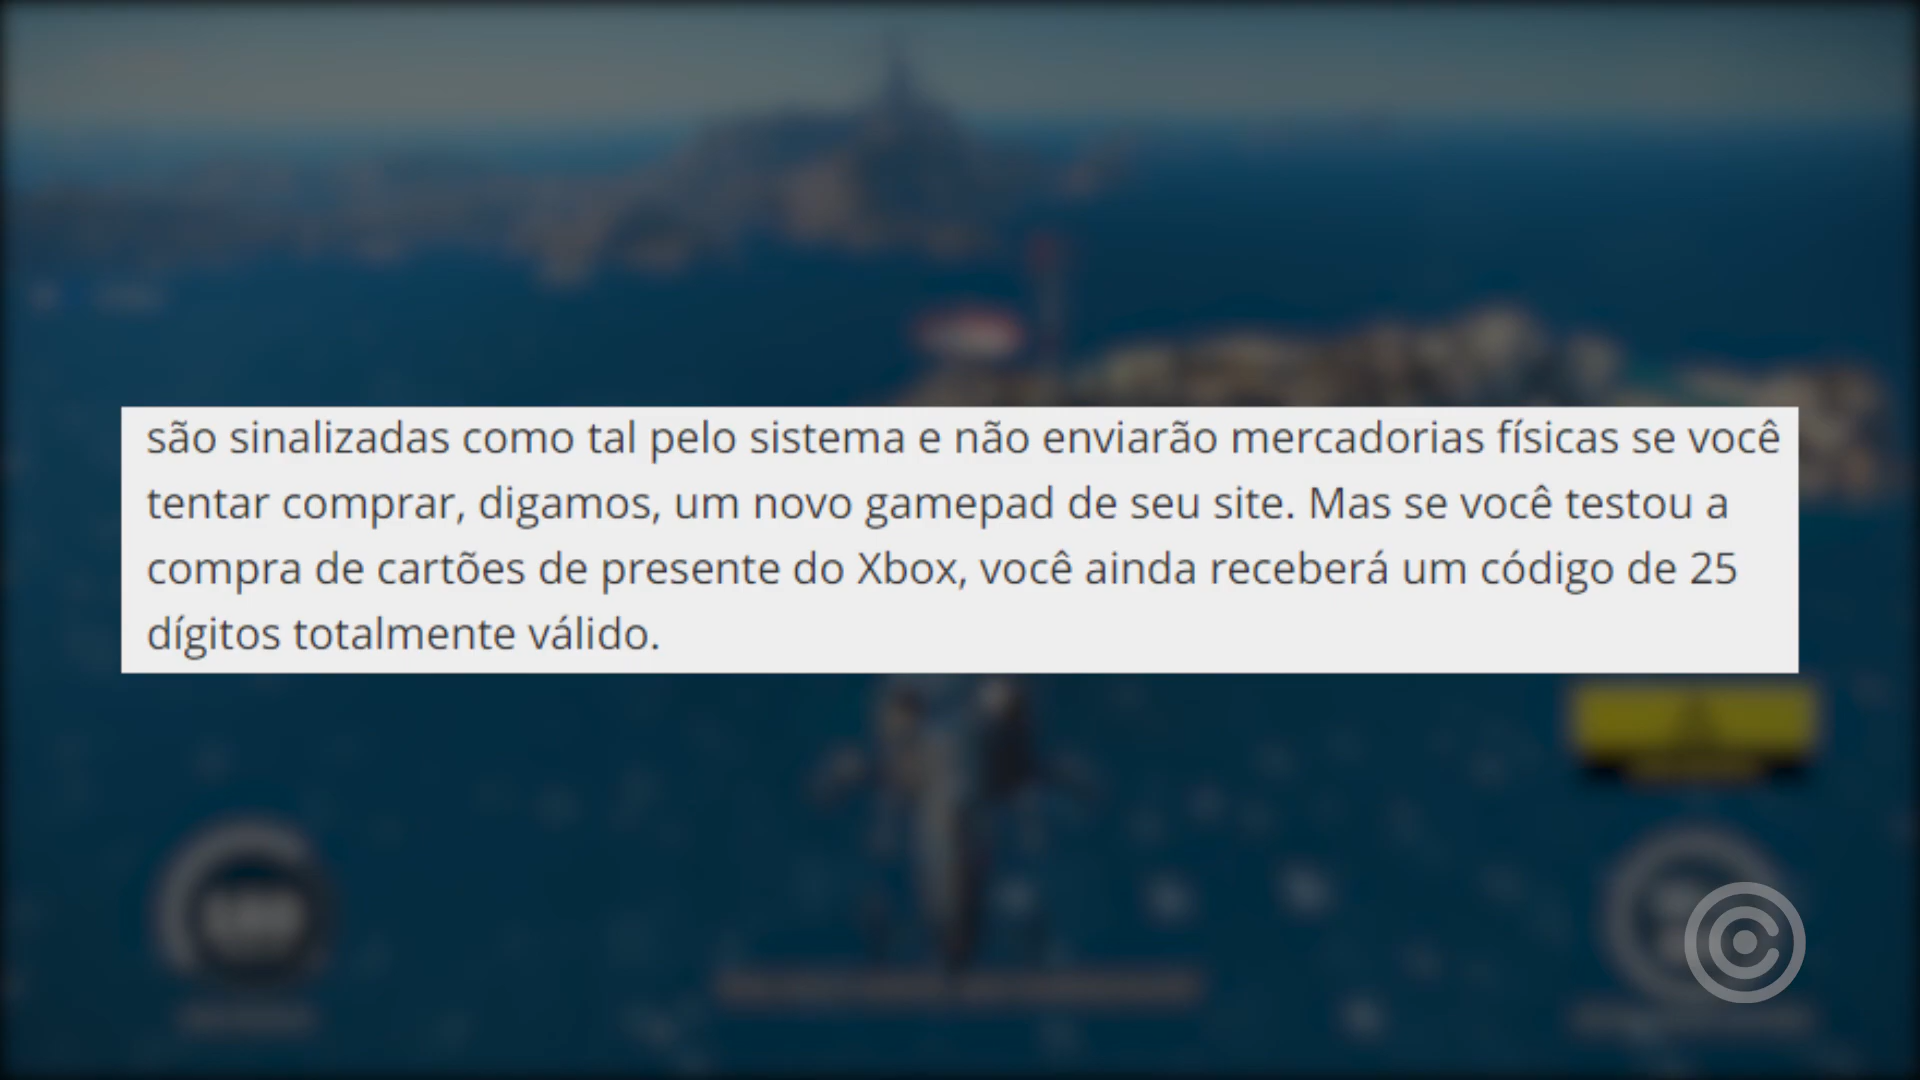 são sinalizadas como tal pelo sistema e não enviarão mercadorias físicas se você
tentar comprar, digamos, um novo gamepad de seu site. Mas se você testou a
compra de cartões de presente do Xbox, você ainda receberá um código de 25
dígitos totalmente válido.